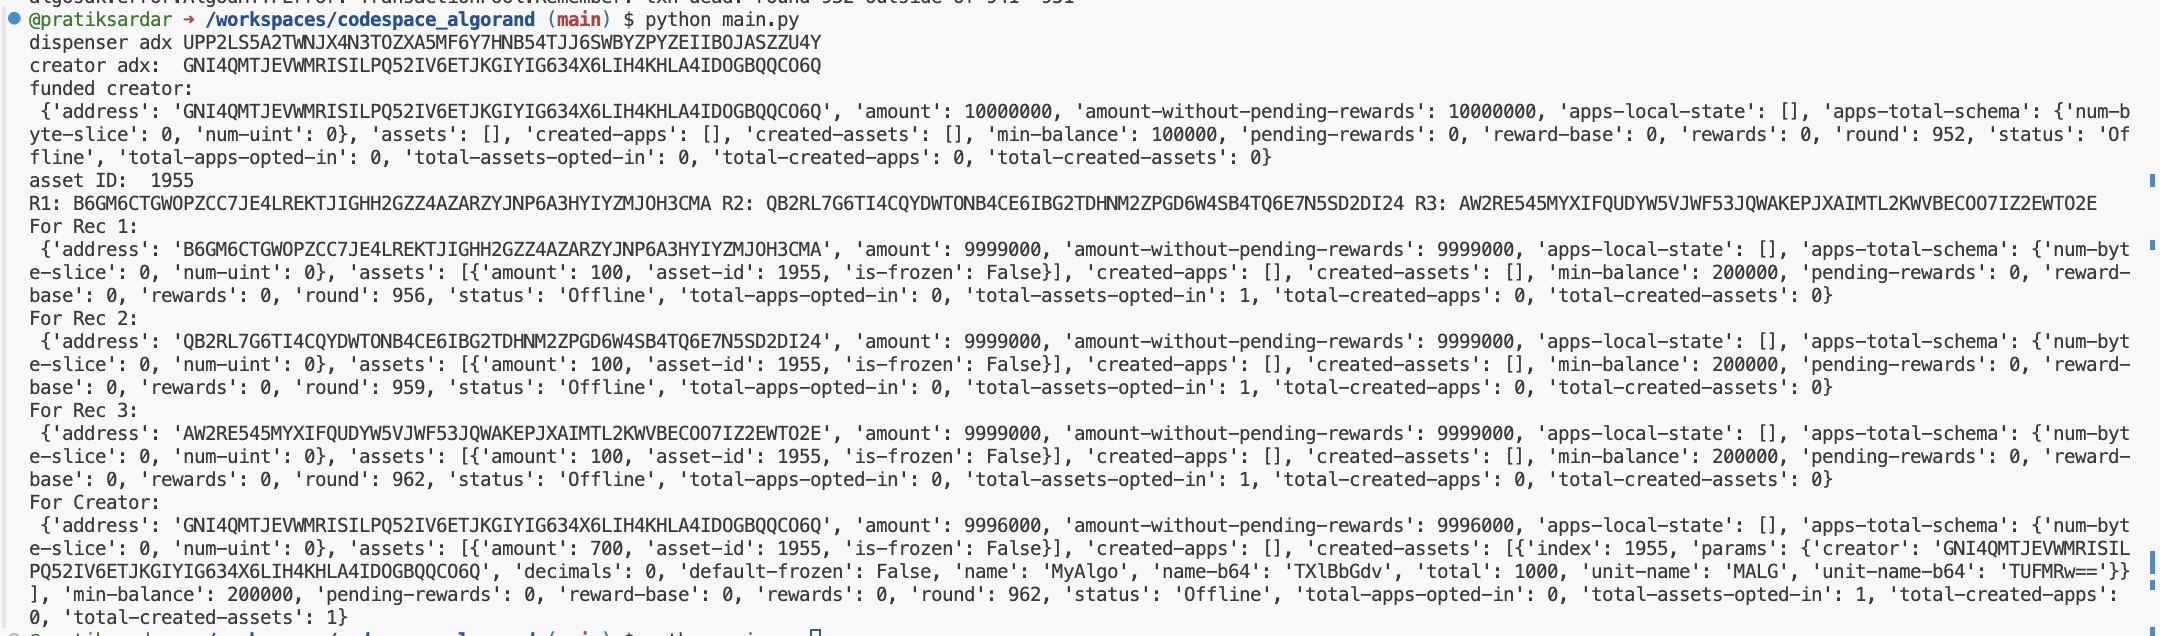 @pratiksardar → /workspaces/codespace_algorand (main) $ python main.py
dispenser adx UPP2LS5A2TWNJX4N3TOZXA5MF6Y7HNB54TJJ6SWBYZPYZEIIBOJASZZU4Y
creator adx:  GNI4QMTJEVWMRISILPQ52IV6ETJKGIYIG634X6LIH4KHLA4IDOGBQQCO6Q
funded creator:
 {'address': 'GNI4QMTJEVWMRISILPQ52IV6ETJKGIYIG634X6LIH4KHLA4IDOGBQQCO6Q', 'amount': 10000000, 'amount-without-pending-rewards': 10000000, 'apps-local-state': [], 'apps-total-schema': {'num-b
yte-slice': 0, 'num-uint': 0}, 'assets': [], 'created-apps': [], 'created-assets': [], 'min-balance': 100000, 'pending-rewards': 0, 'reward-base': 0, 'rewards': 0, 'round': 952, 'status': 'Of
fline', 'total-apps-opted-in': 0, 'total-assets-opted-in': 0, 'total-created-apps': 0, 'total-created-assets': 0}
asset ID:  1955
R1: B6GM6CTGWOPZCC7JE4LREKTJIGHH2GZZ4AZARZYJNP6A3HYIYZMJOH3CMA R2: QB2RL7G6TI4CQYDWTONB4CE6IBG2TDHNM2ZPGD6W4SB4TQ6E7N5SD2DI24 R3: AW2RE545MYXIFQUDYW5VJWF53JQWAKEPJXAIMTL2KWVBECOO7IZ2EWTO2E
For Rec 1:
 {'address': 'B6GM6CTGWOPZCC7JE4LREKTJIGHH2GZZ4AZARZYJNP6A3HYIYZMJOH3CMA', 'amount': 9999000, 'amount-without-pending-rewards': 9999000, 'apps-local-state': [], 'apps-total-schema': {'num-byt
e-slice': 0, 'num-uint': 0}, 'assets': [{'amount': 100, 'asset-id': 1955, 'is-frozen': False}], 'created-apps': [], 'created-assets': [], 'min-balance': 200000, 'pending-rewards': 0, 'reward-
base': 0, 'rewards': 0, 'round': 956, 'status': 'Offline', 'total-apps-opted-in': 0, 'total-assets-opted-in': 1, 'total-created-apps': 0, 'total-created-assets': 0}
For Rec 2:
 {'address': 'QB2RL7G6TI4CQYDWTONB4CE6IBG2TDHNM2ZPGD6W4SB4TQ6E7N5SD2DI24', 'amount': 9999000, 'amount-without-pending-rewards': 9999000, 'apps-local-state': [], 'apps-total-schema': {'num-byt
e-slice': 0, 'num-uint': 0}, 'assets': [{'amount': 100, 'asset-id': 1955, 'is-frozen': False}], 'created-apps': [], 'created-assets': [], 'min-balance': 200000, 'pending-rewards': 0, 'reward-
base': 0, 'rewards': 0, 'round': 959, 'status': 'Offline', 'total-apps-opted-in': 0, 'total-assets-opted-in': 1, 'total-created-apps': 0, 'total-created-assets': 0}
For Rec 3:
 {'address': 'AW2RE545MYXIFQUDYW5VJWF53JQWAKEPJXAIMTL2KWVBECOO7IZ2EWTO2E', 'amount': 9999000, 'amount-without-pending-rewards': 9999000, 'apps-local-state': [], 'apps-total-schema': {'num-byt
e-slice': 0, 'num-uint': 0}, 'assets': [{'amount': 100, 'asset-id': 1955, 'is-frozen': False}], 'created-apps': [], 'created-assets': [], 'min-balance': 200000, 'pending-rewards': 0, 'reward-
base': 0, 'rewards': 0, 'round': 962, 'status': 'Offline', 'total-apps-opted-in': 0, 'total-assets-opted-in': 1, 'total-created-apps': 0, 'total-created-assets': 0}
For Creator:
 {'address': 'GNI4QMTJEVWMRISILPQ52IV6ETJKGIYIG634X6LIH4KHLA4IDOGBQQCO6Q', 'amount': 9996000, 'amount-without-pending-rewards': 9996000, 'apps-local-state': [], 'apps-total-schema': {'num-byt
e-slice': 0, 'num-uint': 0}, 'assets': [{'amount': 700, 'asset-id': 1955, 'is-frozen': False}], 'created-apps': [], 'created-assets': [{'index': 1955, 'params': {'creator': 'GNI4QMTJEVWMRISIL
PQ52IV6ETJKGIYIG634X6LIH4KHLA4IDOGBQQCO6Q', 'decimals': 0, 'default-frozen': False, 'name': 'MyAlgo', 'name-b64': 'TXlBbGdv', 'total': 1000, 'unit-name': 'MALG', 'unit-name-b64': 'TUFMRw=='}}
], 'min-balance': 200000, 'pending-rewards': 0, 'reward-base': 0, 'rewards': 0, 'round': 962, 'status': 'Offline', 'total-apps-opted-in': 0, 'total-assets-opted-in': 1, 'total-created-apps':
0, 'total-created-assets': 1}